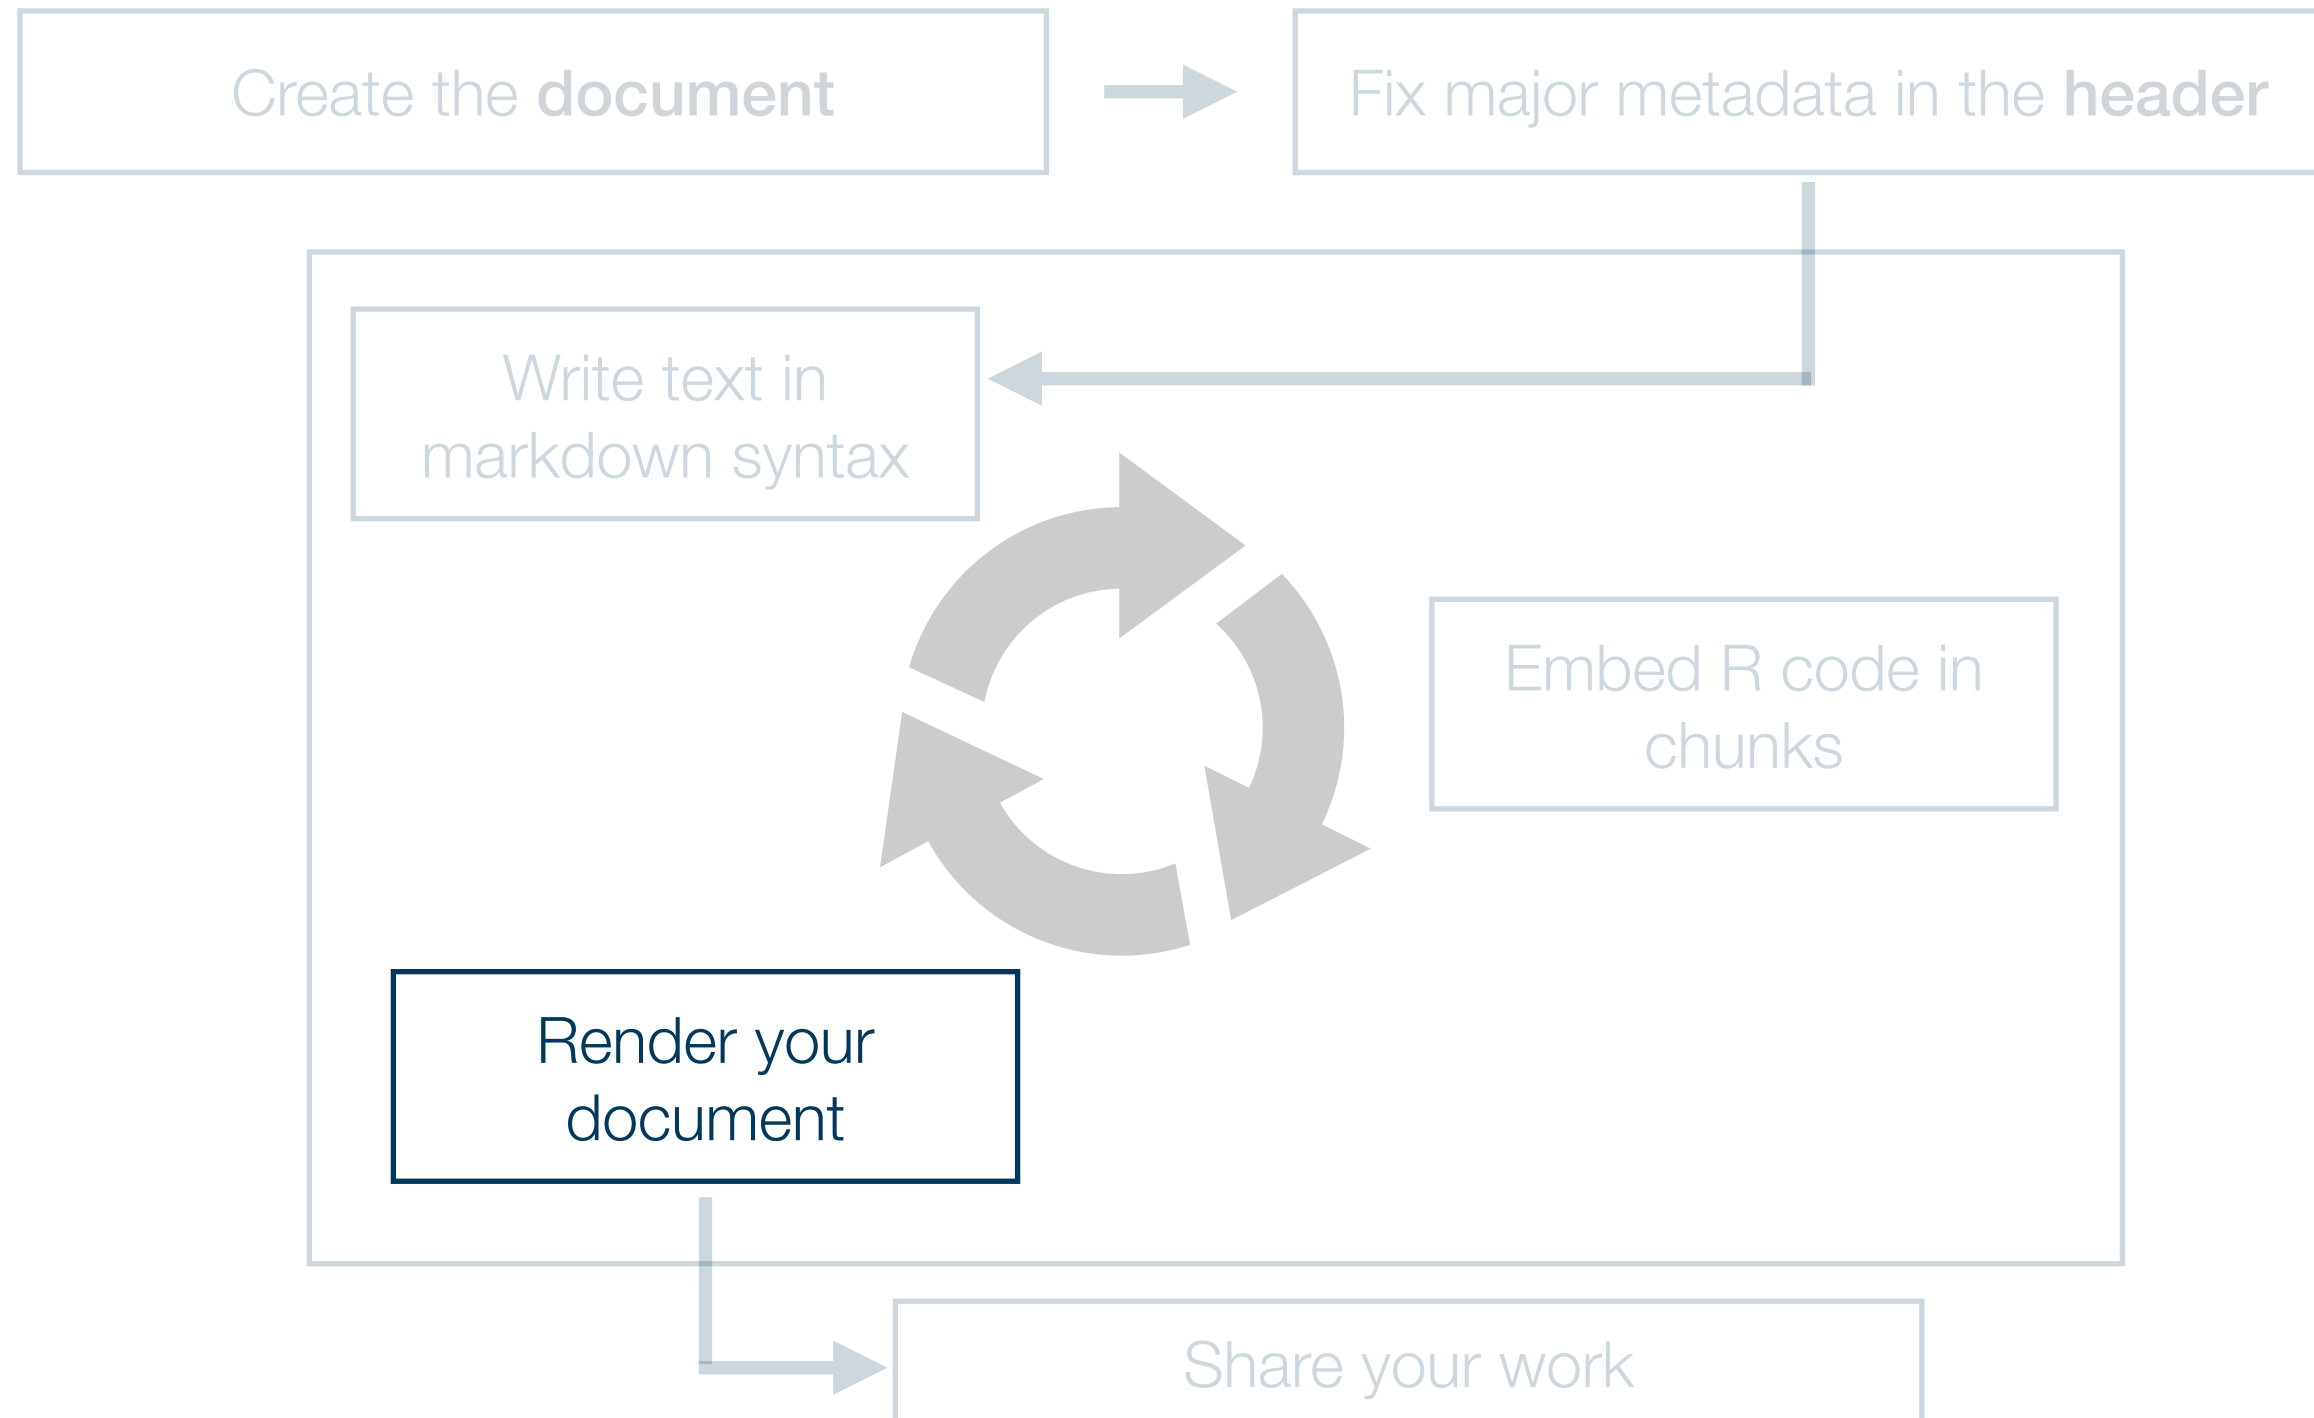 Create the document
Fix major metadata in the header
Write text in
markdown syntax
Embed R code in
chunks
Render your
document
Share your work